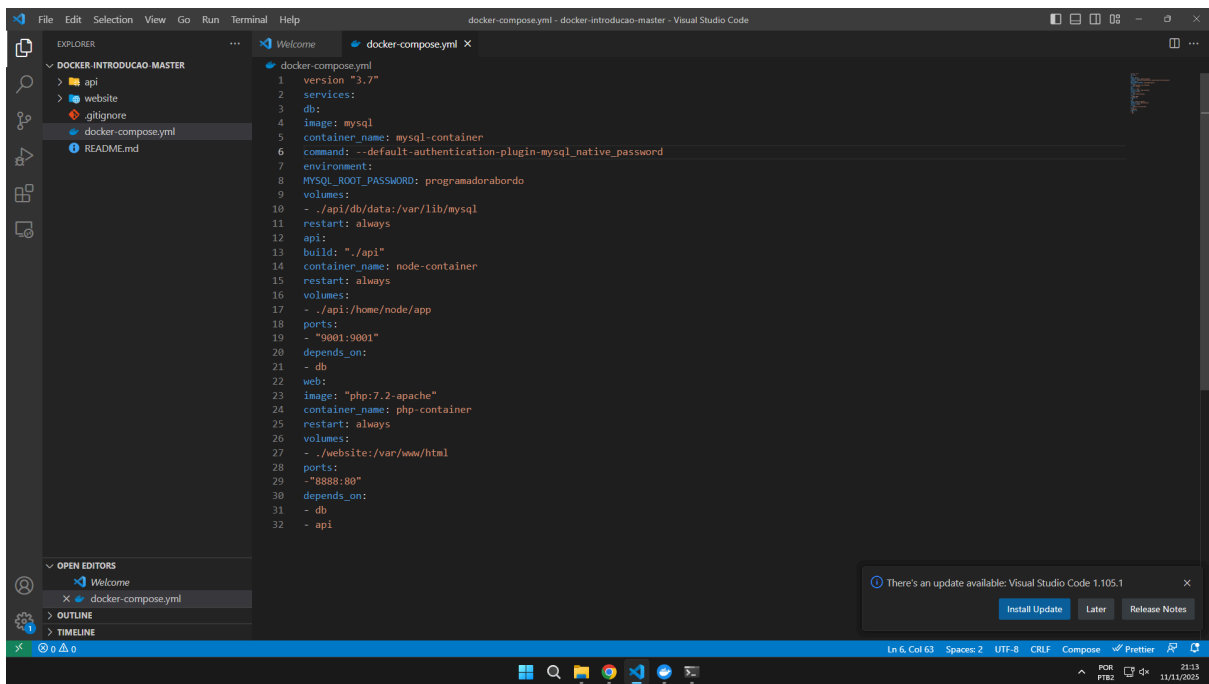 File Edit Selection View Go Run Terminal Help
docker-compose.yml - docker-introducao-master - Visual Studio Code
EXPLORER
DOCKER-INTRODUCAO-MASTER
api
website
.gitignore
docker-compose.yml
README.md
OPEN EDITORS
Welcome
docker-compose.yml
OUTLINE
TIMELINE
1
Welcome
docker-compose.yml
docker-compose.yml
1 version "3.7"
2 services:
3 db:
4 image: mysql
5 container_name: mysql-container
6 command: --default-authentication-plugin-mysql_native_password
7 environment:
8 MYSQL_ROOT_PASSWORD: programadorabordo
9 volumes:
10 - ./api/db/data:/var/lib/mysql
11 restart: always
12 api:
13 build: "./api"
14 container_name: node-container
15 restart: always
16 volumes:
17 - ./api:/home/node/app
18 ports:
19 - "9001:9001"
20 depends_on:
21 - db
22 web:
23 image: "php:7.2-apache"
24 container_name: php-container
25 restart: always
26 volumes:
27 - ./website:/var/www/html
28 ports:
29 -"8888:80"
30 depends_on:
31 - db
32 - api
There's an update available: Visual Studio Code 1.105.1
Install Update Later Release Notes
0 0 Ln 6, Col 63 Spaces: 2 UTF-8 CRLF Compose Prettier
POR
PTB2
21:13
11/11/2025